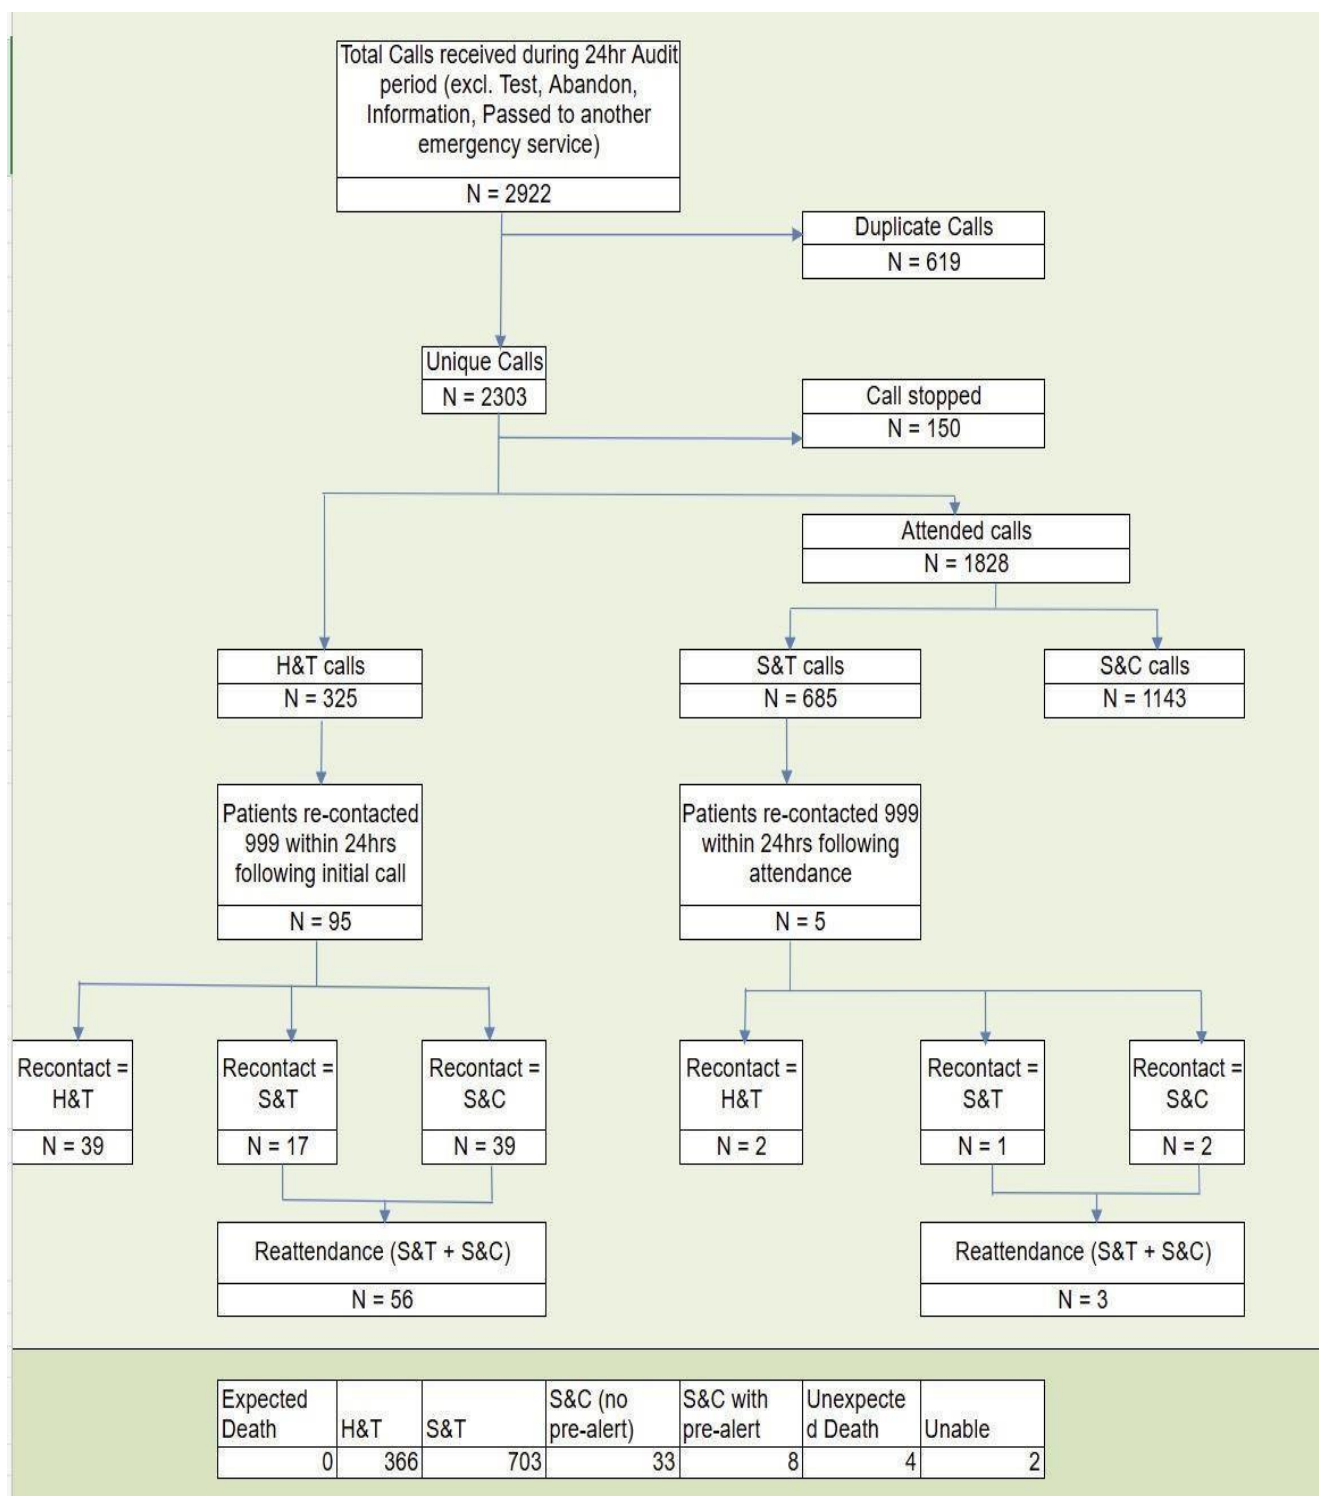 Total Calls received during 24hr Audit
period (excl. Test, Abandon,
Information, Passed to another
emergency service)
N = 2922
Duplicate Calls
N = 619
Unique Calls
N = 2303
Call stopped
N = 150
Attended calls
N = 1828
H&T calls
N = 325
S&T calls
N = 685
S&C calls
N = 1143
Patients re-contacted
999 within 24hrs
following initial call
N = 95
Patients re-contacted 999
within 24hrs following
attendance
N = 5
Recontact =
H&T
N = 39
Recontact =
S&T
N = 17
Recontact =
S&C
N = 39
Recontact =
H&T
N = 2
Recontact =
S&T
N = 1
Recontact =
S&C
N = 2
Reattendance (S&T + S&C)
N = 56
Reattendance (S&T + S&C)
N = 3
Expected
Death
H&T
S&T
S&C (no
pre-alert)
S&C with
pre-alert
Unexpecte
d Death
Unable
0 366 703 33 8 4 2